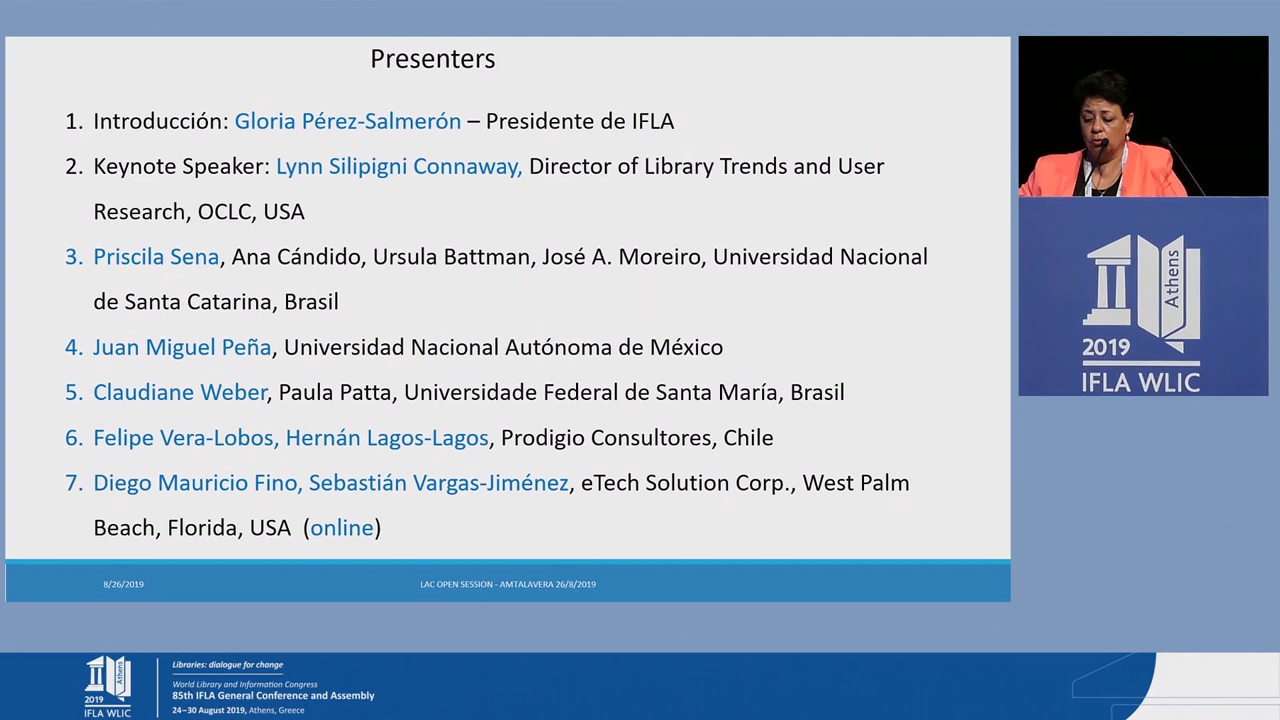 Presenters
1. Introducción: Gloria Pérez-Salmerón – Presidente de IFLA
2. Keynote Speaker: Lynn Silipigni Connaway, Director of Library Trends and User
Research, OCLC, USA
3. Priscila Sena, Ana Cándido, Ursula Battman, José A. Moreiro, Universidad Nacional
de Santa Catarina, Brasil
4. Juan Miguel Peña, Universidad Nacional Autónoma de México
5. Claudiane Weber, Paula Patta, Universidade Federal de Santa María, Brasil
6. Felipe Vera-Lobos, Hernán Lagos-Lagos, Prodigio Consultores, Chile
7. Diego Mauricio Fino, Sebastián Vargas-Jiménez, eTech Solution Corp., West Palm
Beach, Florida, USA (online)
8/26/2019
LAC OPEN SESSION - AMTALAVERA 26/8/2019
Athens
2019
IFLA WLIC
Athens
2019
IFLA WLIC
Libraries: dialogue for change
World Library and Information Congress
85th IFLA General Conference and Assembly
24–30 August 2019, Athens, Greece